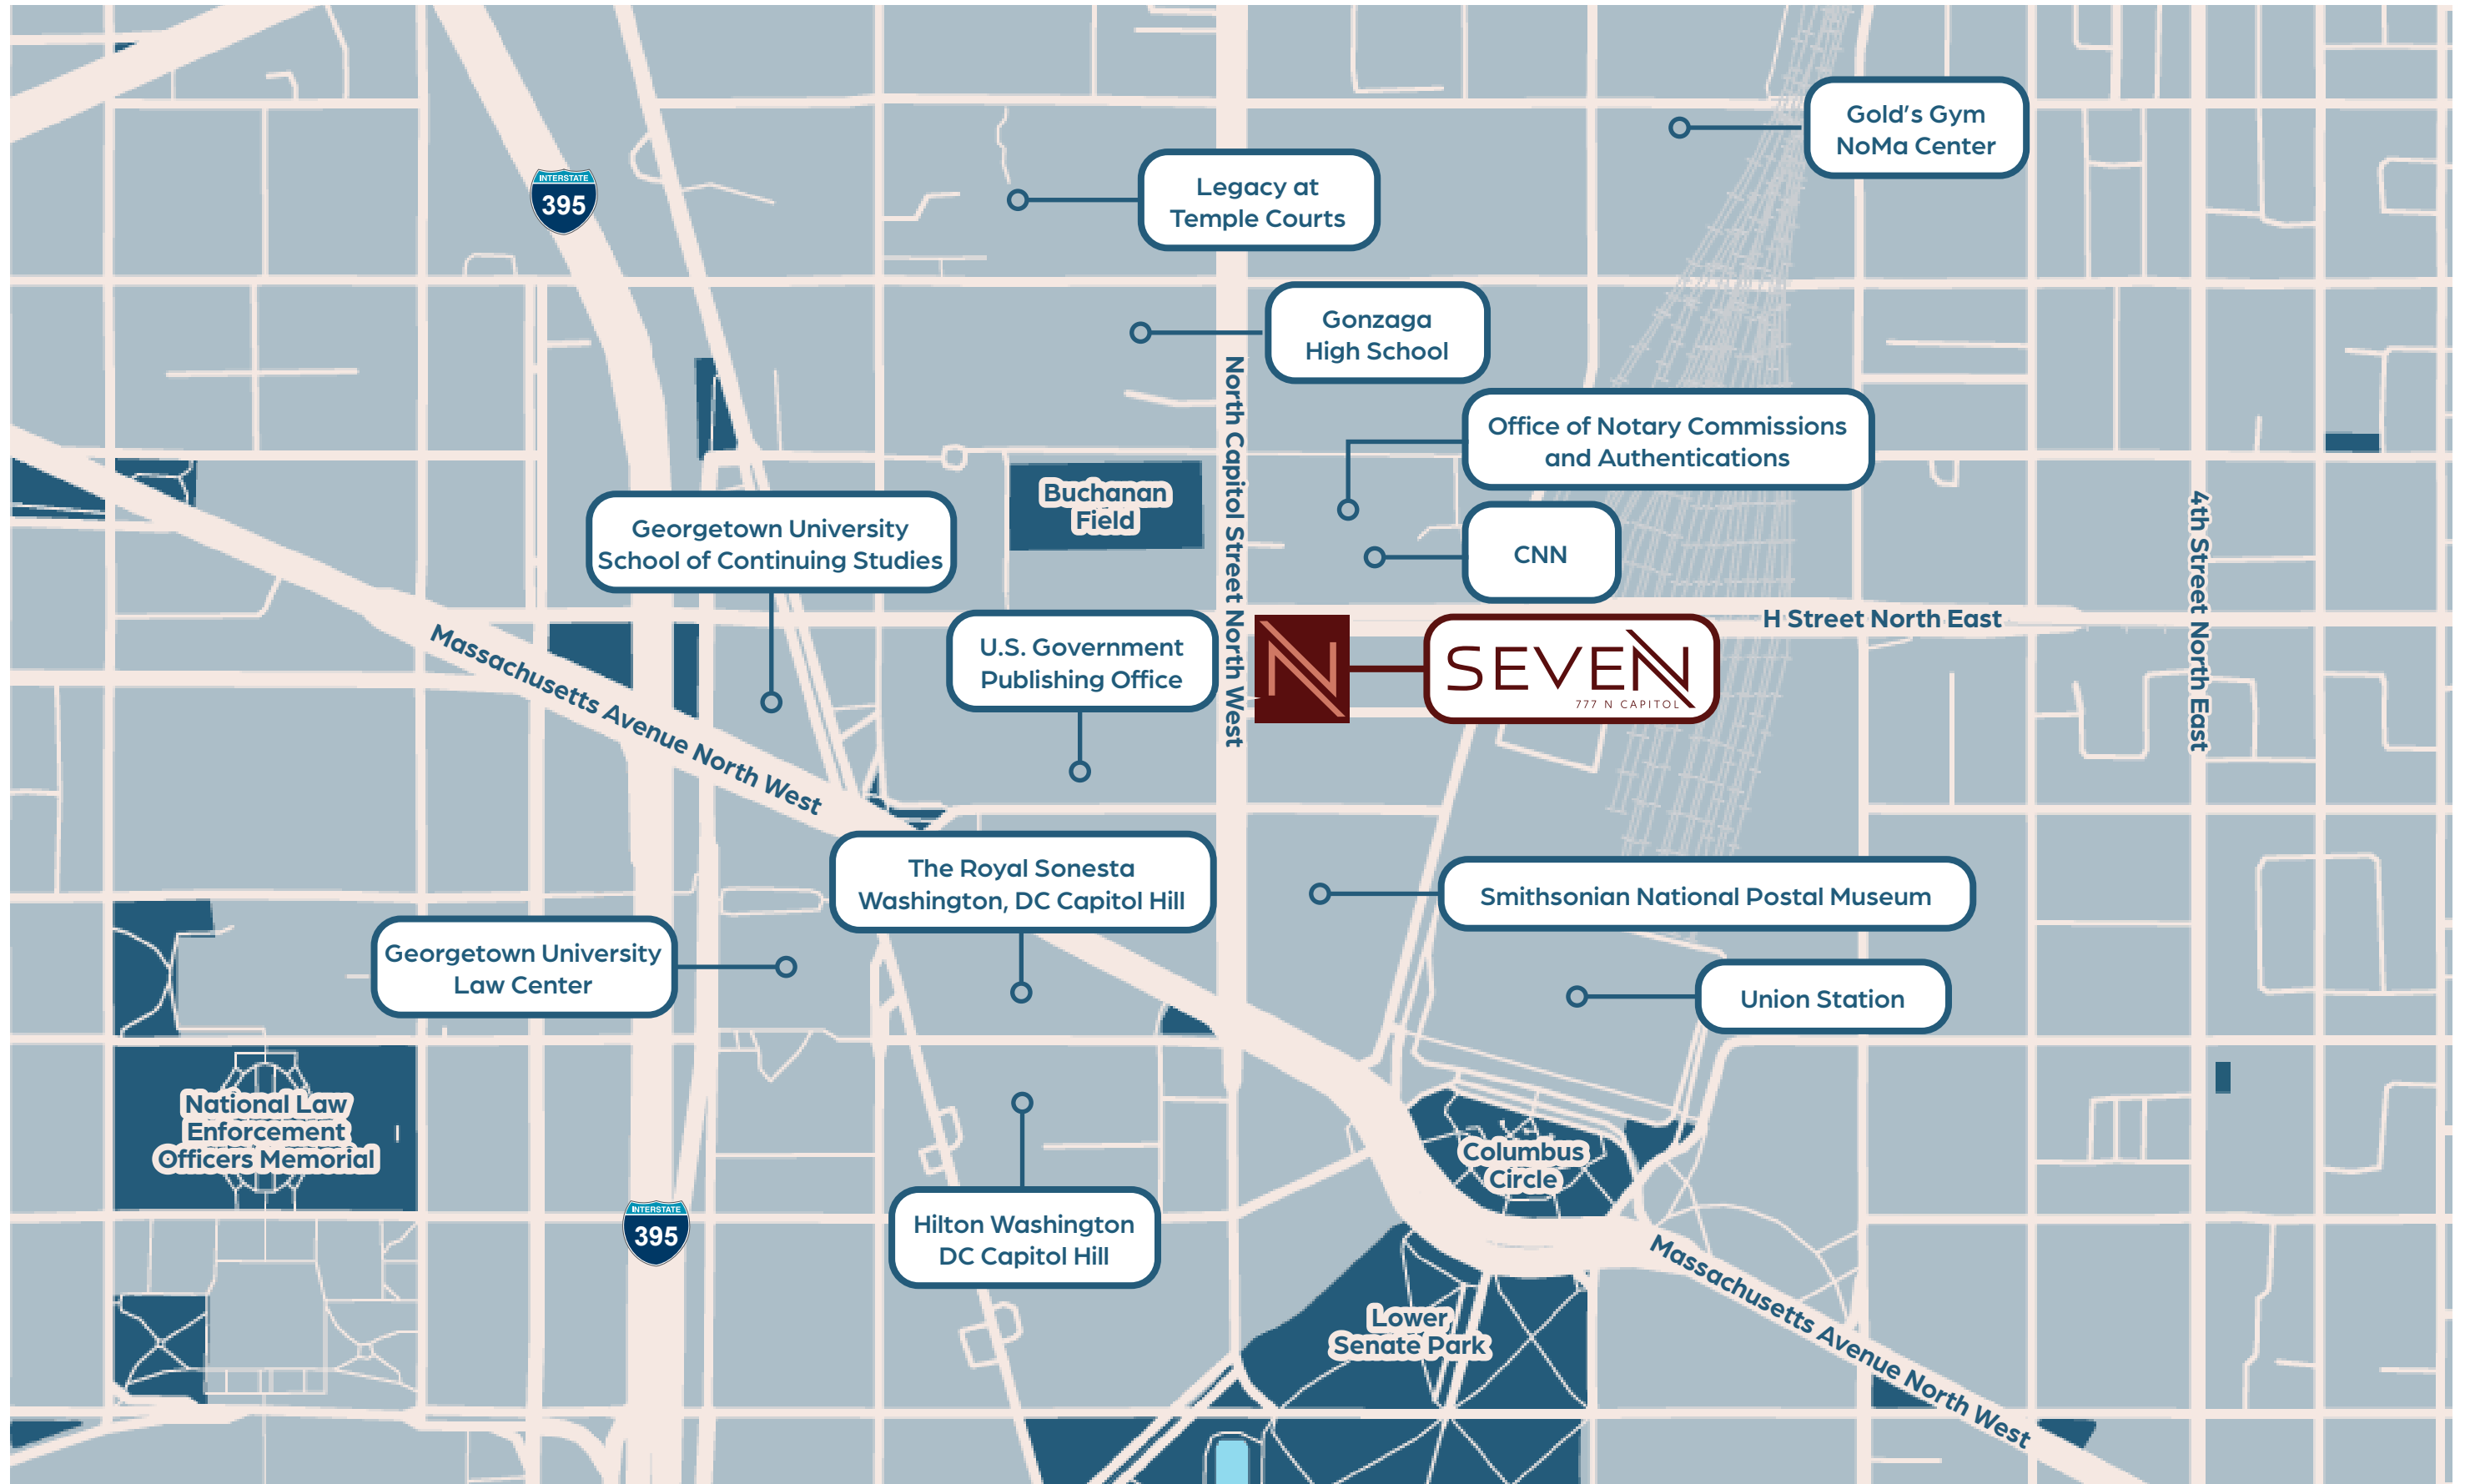 Gold's Gym
NoMa Center
INTERSTATE
395
Legacy at
Temple Courts
Gonzaga
High School
North Capitol Street North West
Office of Notary Commissions
and Authentications
Buchanan
Field
Georgetown University
School of Continuing Studies
CNN
4th Street North East
H Street North East
U.S. Government
Publishing Office
N
SEVEN
777 N CAPITOL
Massachusetts Avenue North West
The Royal Sonesta
Washington, DC Capitol Hill
Smithsonian National Postal Museum
Georgetown University
Law Center
Union Station
National Law
Enforcement
Officers Memorial
Columbus
Circle
INTERSTATE
395
Hilton Washington
DC Capitol Hill
Lower
Senate Park
Massachusetts Avenue North West